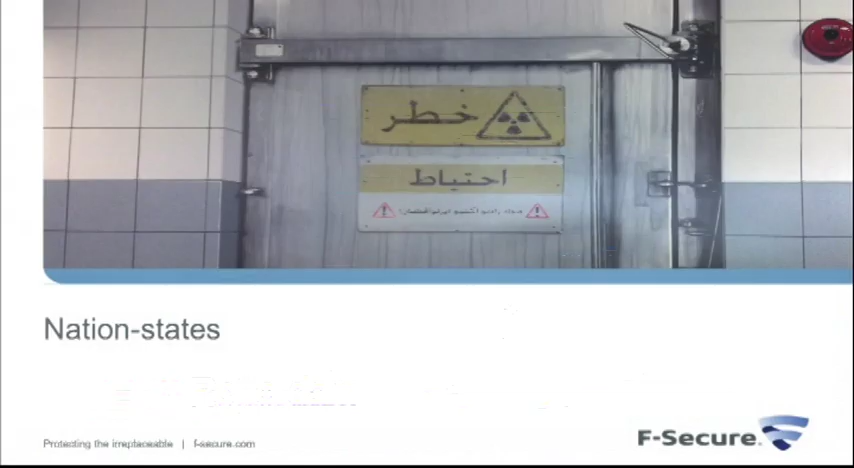 خطر
احتياط
Nation-states
Protecting the irreplaceable | f-secure.com
F-Secure.